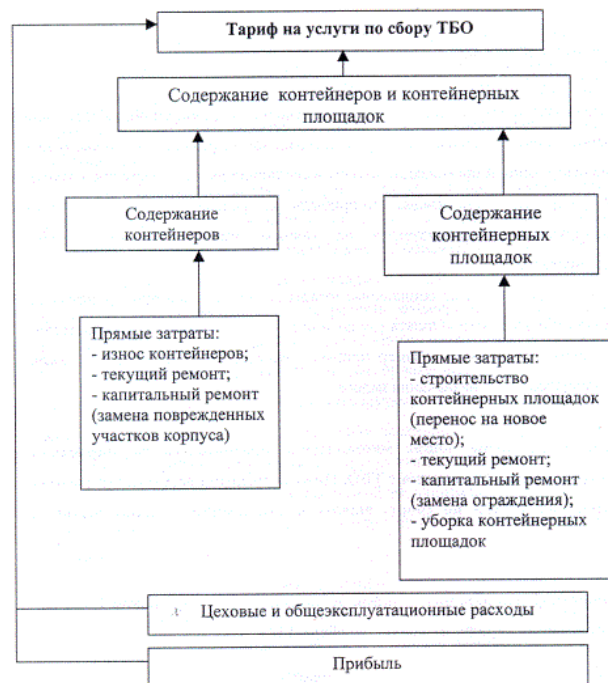 Тариф на услуги по сбору ТБО
Содержание контейнеров и контейнерных
площадок
Содержание
контейнеров
Содержание
контейнерных
площадок
Прямые затраты:
- износ контейнеров;
- текущий ремонт;
- капитальный ремонт
(замена поврежденных
участков корпуса)
Прямые затраты:
- строительство
контейнерных площадок
(перенос на новое
место);
- текущий ремонт;
- капитальный ремонт
(замена ограждения);
- уборка контейнерных
площадок
Цеховые и общеэксплуатационные расходы
Прибыль